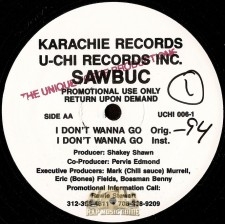 KARACHIE RECORDS
U-CHI RECORDS INC.
SAWBUC
THE UNIQUE
PRODUCTIONS
PROMOTIONAL USE ONLY
RETURN UPON DEMAND
1
SIDE AA
UCHI 006-1
I DON'T WANNA GO Orig. -94
I DON'T WANNA GO Inst.
Producer: Shakey Shawn
Co-Producer: Pervis Edmond
Executive Producers: Mark (Chill sauce) Murrell,
Eric (Bones) Fields, Bossman Benny
Promotional Information Call: